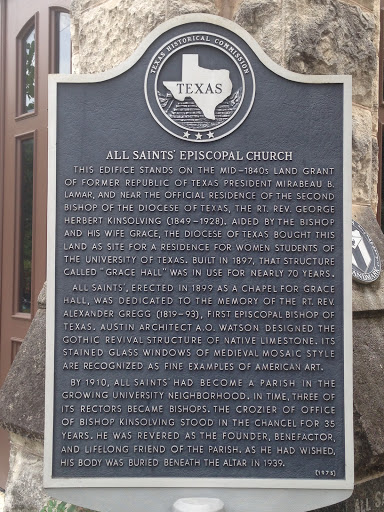 TEXAS HISTORICAL COMMISSION
TEXAS
ALL SAINTS' EPISCOPAL CHURCH
THIS EDIFICE STANDS ON THE MID-1840s LAND GRANT
OF FORMER REPUBLIC OF TEXAS PRESIDENT MIRABEAU B.
LAMAR, AND NEAR THE OFFICIAL RESIDENCE OF THE SECOND
BISHOP OF THE DIOCESE OF TEXAS, THE RT. REV. GEORGE
HERBERT KINSOLVING (1849-1928). AIDED BY THE BISHOP
AND HIS WIFE GRACE, THE DIOCESE OF TEXAS BOUGHT THIS
LAND AS SITE FOR A RESIDENCE FOR WOMEN STUDENTS OF
THE UNIVERSITY OF TEXAS. BUILT IN 1897, THAT STRUCTURE
CALLED "GRACE HALL" WAS IN USE FOR NEARLY 70 YEARS.
ALL SAINTS', ERECTED IN 1899 AS A CHAPEL FOR GRACE
HALL, WAS DEDICATED TO THE MEMORY OF THE RT. REV.
ALEXANDER GREGG (1819-93), FIRST EPISCOPAL BISHOP OF
TEXAS. AUSTIN ARCHITECT A.O. WATSON DESIGNED THE
GOTHIC REVIVAL STRUCTURE OF NATIVE LIMESTONE. ITS
STAINED GLASS WINDOWS OF MEDIEVAL MOSAIC STYLE
ARE RECOGNIZED AS FINE EXAMPLES OF AMERICAN ART.
BY 1910, ALL SAINTS' HAD BECOME A PARISH IN THE
GROWING UNIVERSITY NEIGHBORHOOD. IN TIME, THREE OF
ITS RECTORS BECAME BISHOPS. THE CROZIER OF OFFICE
OF BISHOP KINSOLVING STOOD IN THE CHANCEL FOR 35
YEARS. HE WAS REVERED AS THE FOUNDER, BENEFACTOR,
AND LIFELONG FRIEND OF THE PARISH. AS HE HAD WISHED,
HIS BODY WAS BURIED BENEATH THE ALTAR IN 1939.
(1975)